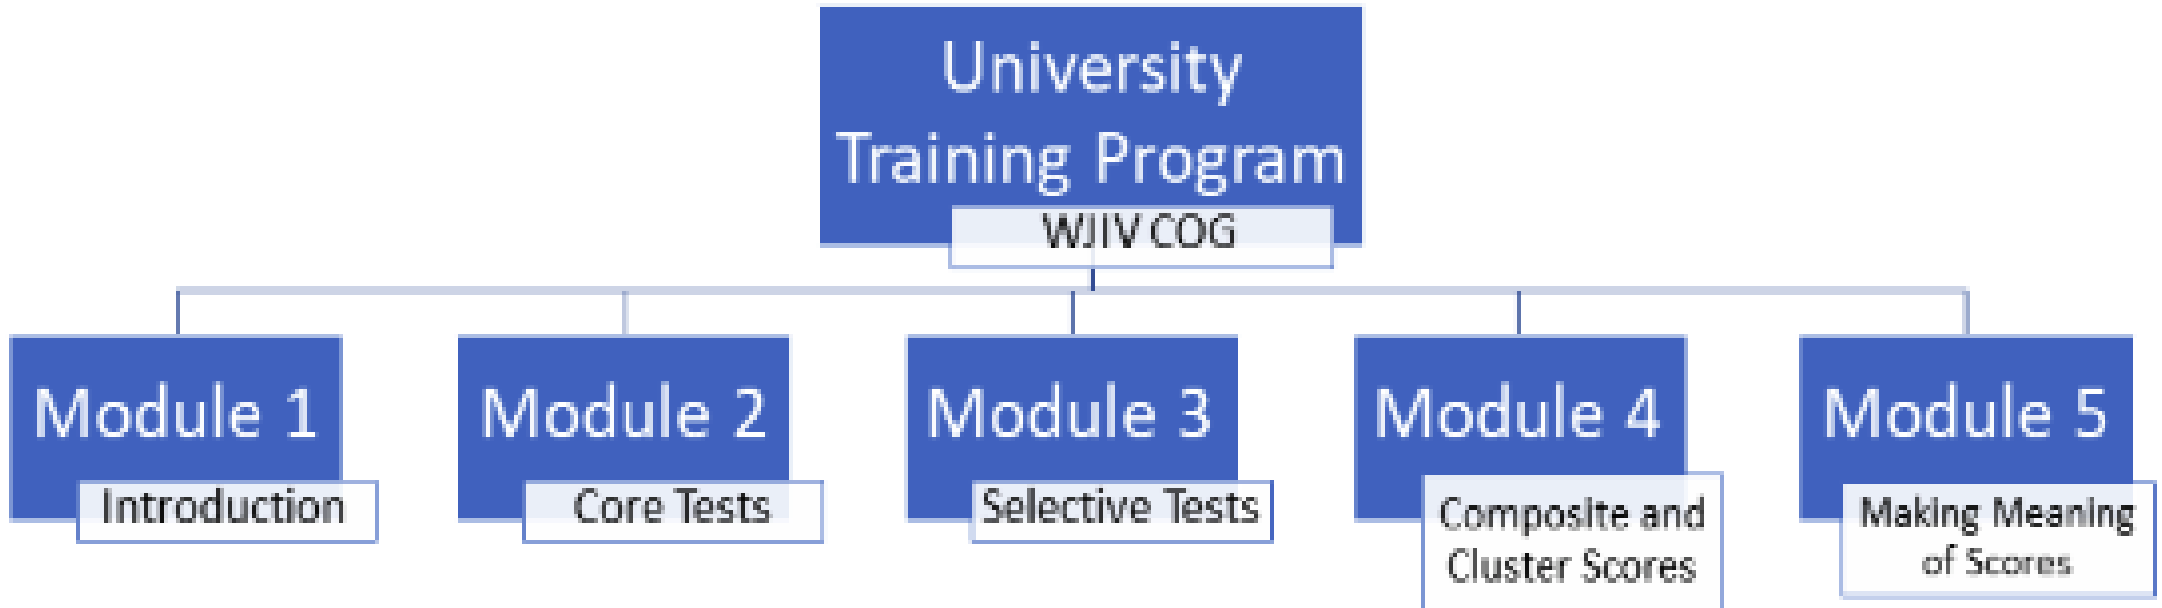 University
Training Program
WJIV COG
Module 1
Introduction
Module 2
Core Tests
Module 3
Selective Tests
Module 4
Composite and
Cluster Scores
Module 5
Making Meaning
of Scores